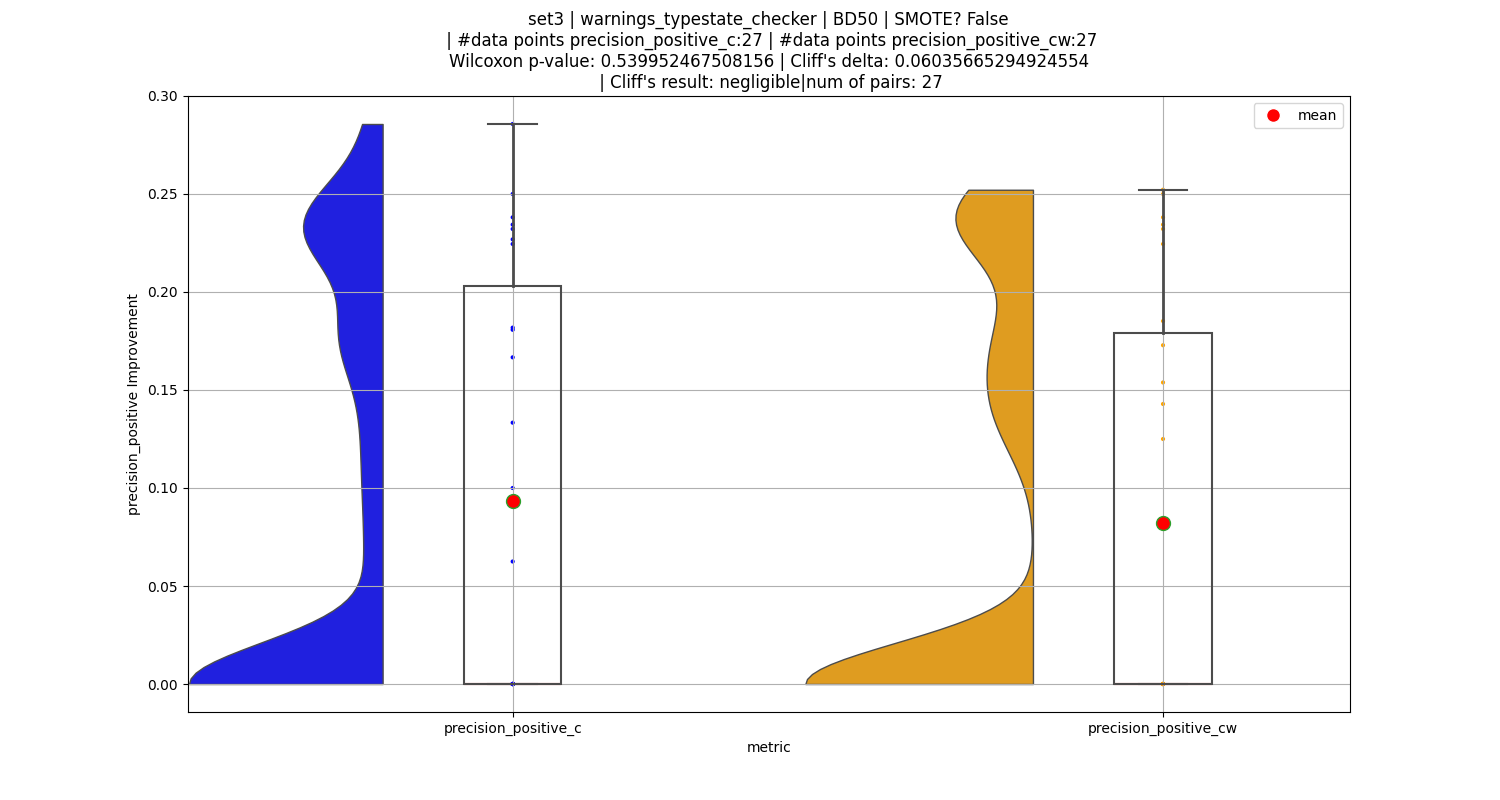 set3 | warnings_typestate_checker | BD50 | SMOTE? False
| #data points precision_positive_c:27 | #data points precision_positive_cw:27
Wilcoxon p-value: 0.539952467508156 | Cliff's delta: 0.06035665294924554
| Cliff's result: negligible|num of pairs: 27
0.30
mean
0.25
0.20
0.15
0.10
0.05
0.00
precision_positive Improvement
precision_positive_c
precision_positive_cw
metric